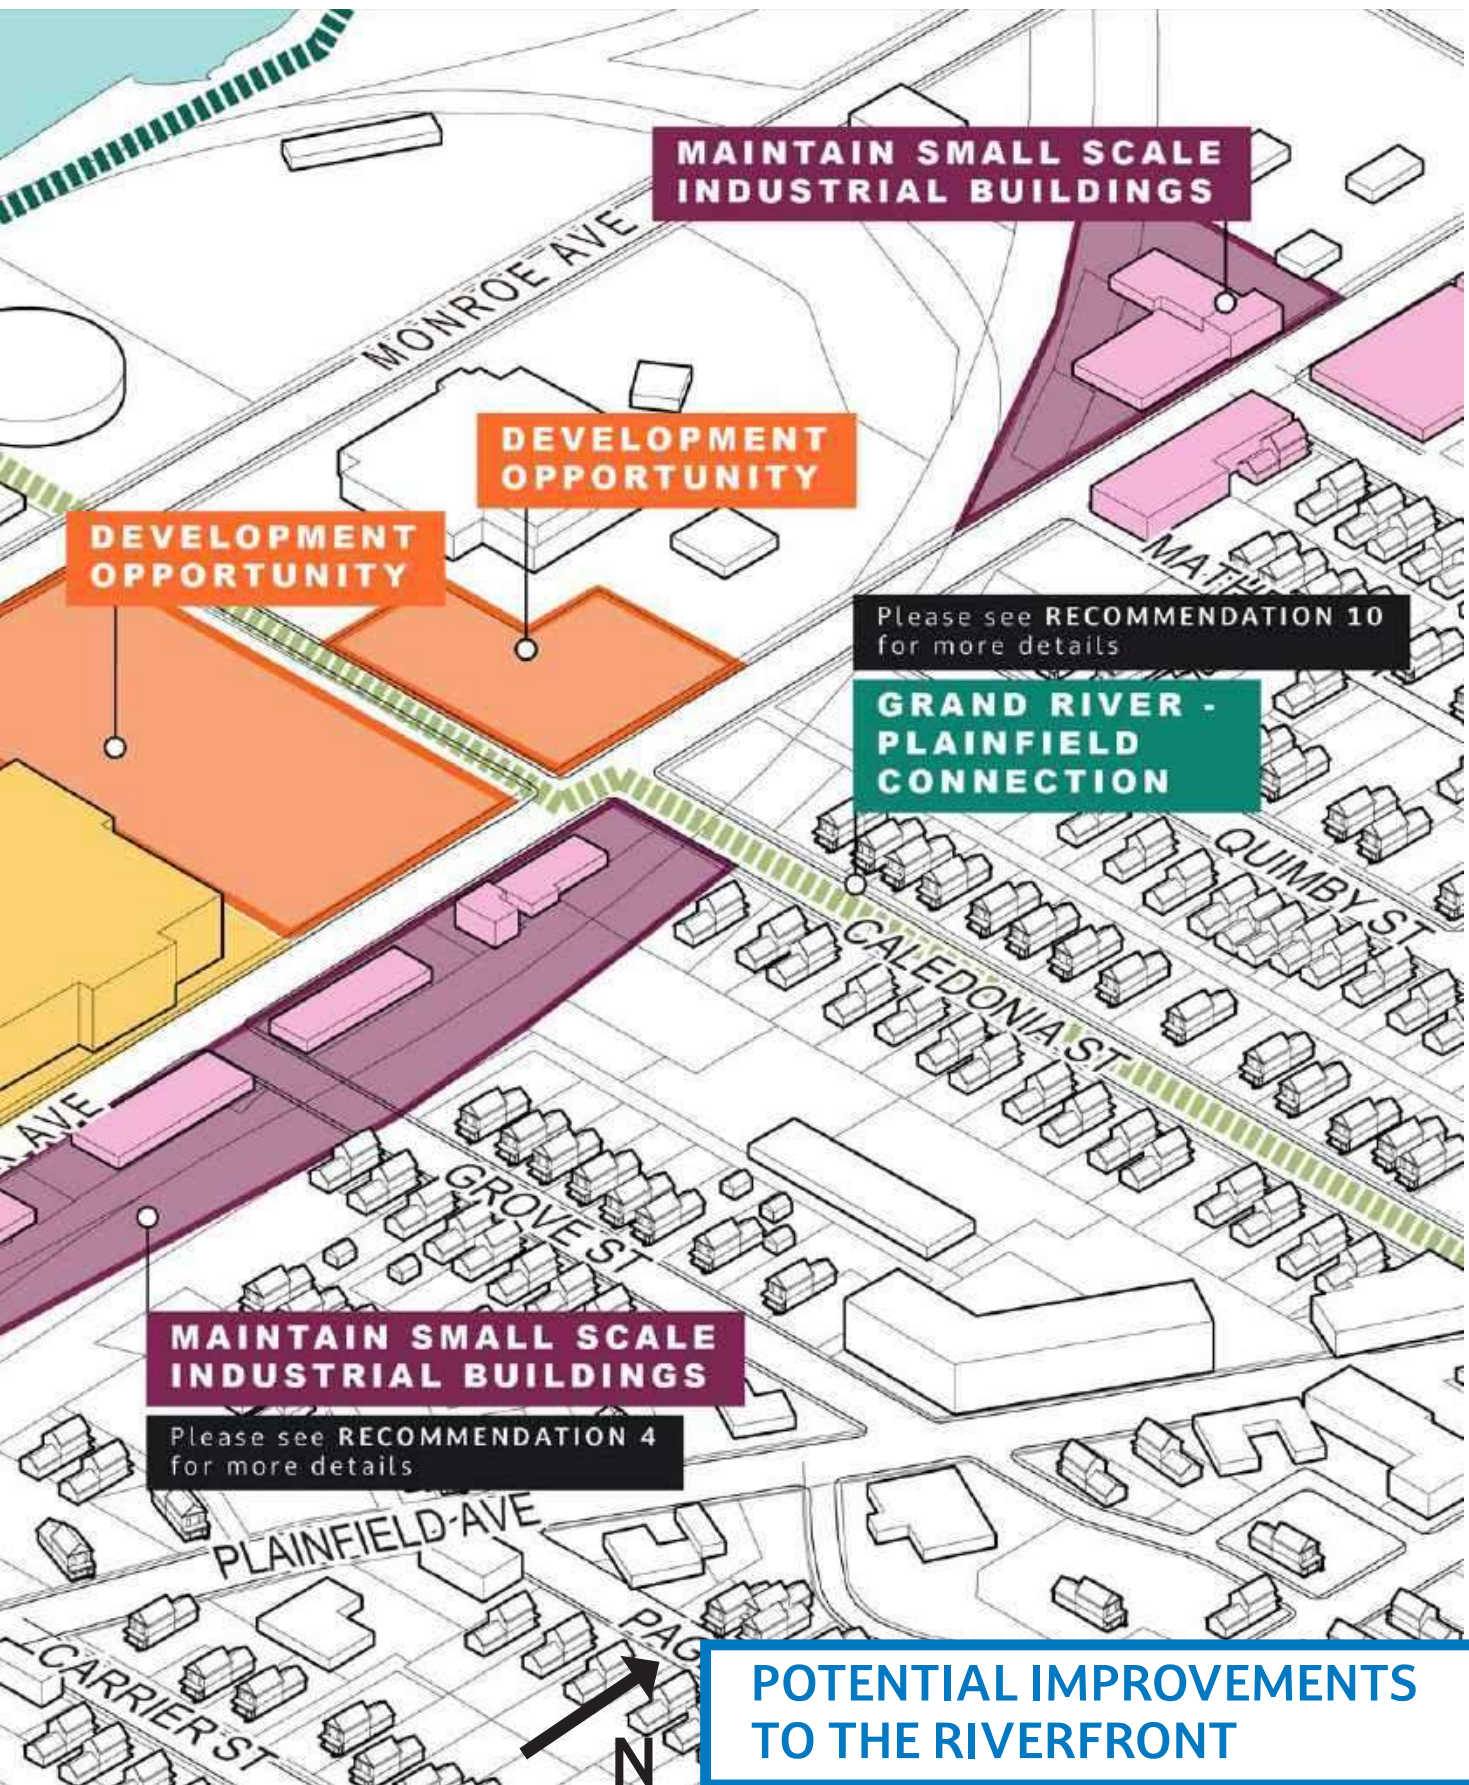 MAINTAIN SMALL SCALE
INDUSTRIAL BUILDINGS
MONROE AVE
DEVELOPMENT
OPPORTUNITY
DEVELOPMENT
OPPORTUNITY
Please see RECOMMENDATION 10
for more details
GRAND RIVER -
PLAINFIELD
CONNECTION
QUIMBY ST
CALEDONIA ST
AVE
GROVE ST
MAINTAIN SMALL SCALE
INDUSTRIAL BUILDINGS
Please see RECOMMENDATION 4
for more details
PLAINFIELD AVE
CARRIER ST
N
POTENTIAL IMPROVEMENTS
TO THE RIVERFRONT